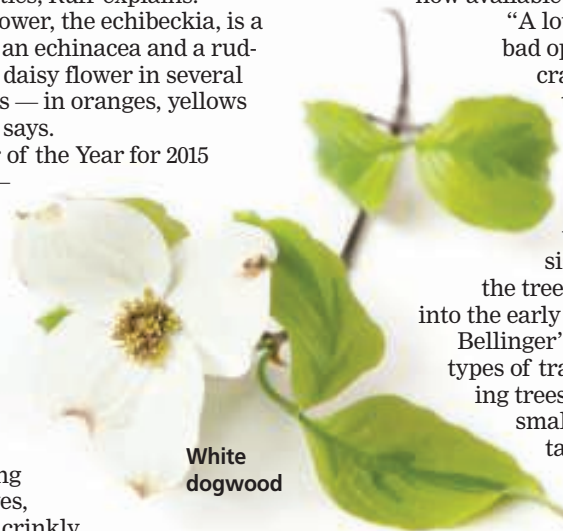 ower, the echibeckia, is a
an echinacea and a rud-
daisy flower in several
s — in oranges, yellows
says.
of the Year for 2015
—
ng
es,
crinkly
White
dogwood
now available
“A lo
bad op
cra
si
the tree
into the early
Bellinger’
types of tra
ing trees
smal
ta